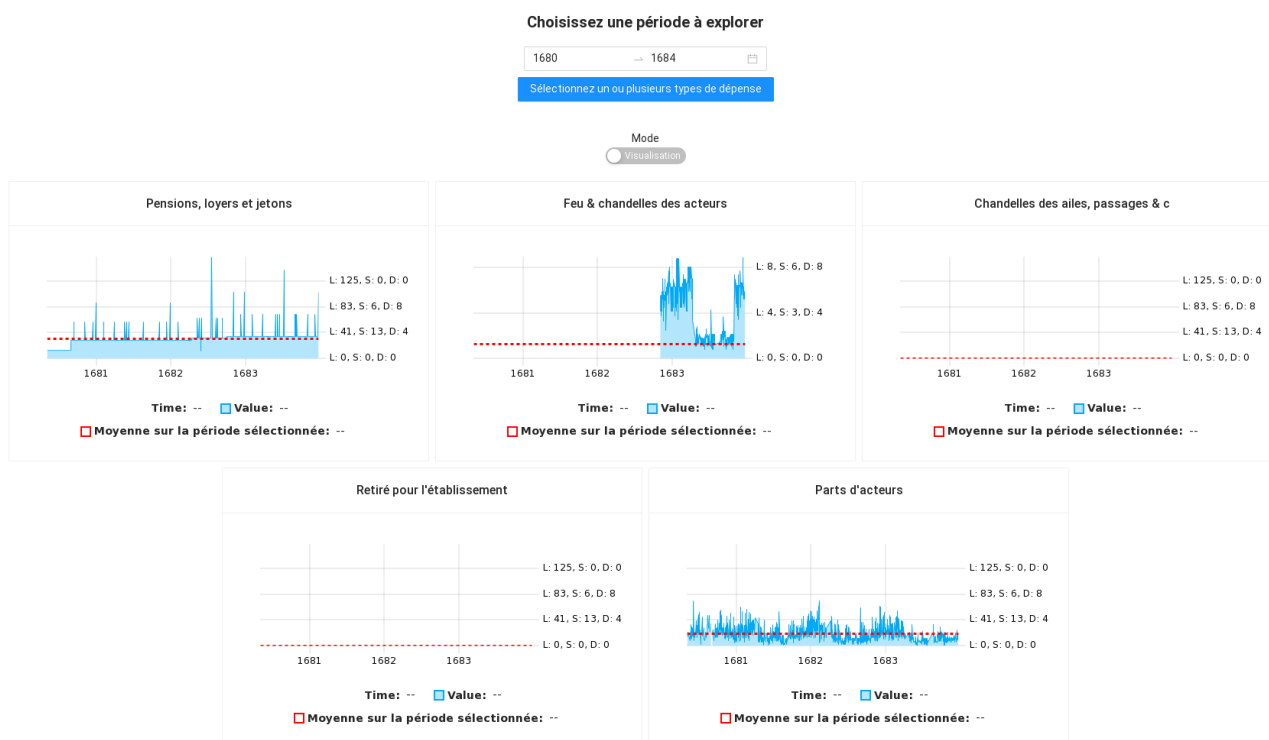 Choisissez une période à explorer
1680 → 1684
Sélectionnez un ou plusieurs types de dépense
Mode
Visualisation
Pensions, loyers et jetons
L: 125, S: 0, D: 0
L: 83, S: 6, D: 8
L: 41, S: 13, D: 4
L: 0, S: 0, D: 0
1681 1682 1683
Time: -- Value: --
Moyenne sur la période sélectionnée: --
Feu & chandelles des acteurs
L: 8, S: 6, D: 8
L: 4, S: 3, D: 4
L: 0, S: 0, D: 0
1681 1682 1683
Time: -- Value: --
Moyenne sur la période sélectionnée: --
Chandelles des ailes, passages & c
L: 125, S: 0, D: 0
L: 83, S: 6, D: 8
L: 41, S: 13, D: 4
L: 0, S: 0, D: 0
1681 1682 1683
Time: -- Value: --
Moyenne sur la période sélectionnée: --
Retiré pour l'établissement
L: 125, S: 0, D: 0
L: 83, S: 6, D: 8
L: 41, S: 13, D: 4
L: 0, S: 0, D: 0
1681 1682 1683
Time: -- Value: --
Moyenne sur la période sélectionnée: --
Parts d'acteurs
L: 125, S: 0, D: 0
L: 83, S: 6, D: 8
L: 41, S: 13, D: 4
L: 0, S: 0, D: 0
1681 1682 1683
Time: -- Value: --
Moyenne sur la période sélectionnée: --